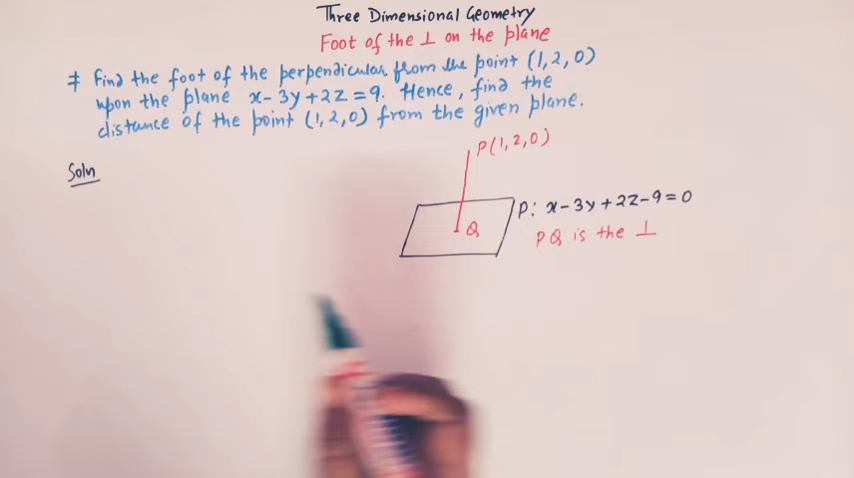 Three Dimensional Geometry
Foot of the ⊥ on the plane
# Find the foot of the perpendicular from the point (1,2,0)
upon the plane x-3y+2z=9. Hence, find the
distance of the point (1,2,0) from the given plane.
Soln
P(1,2,0)
P: x-3y+2z-9=0
Q
PQ is the ⊥